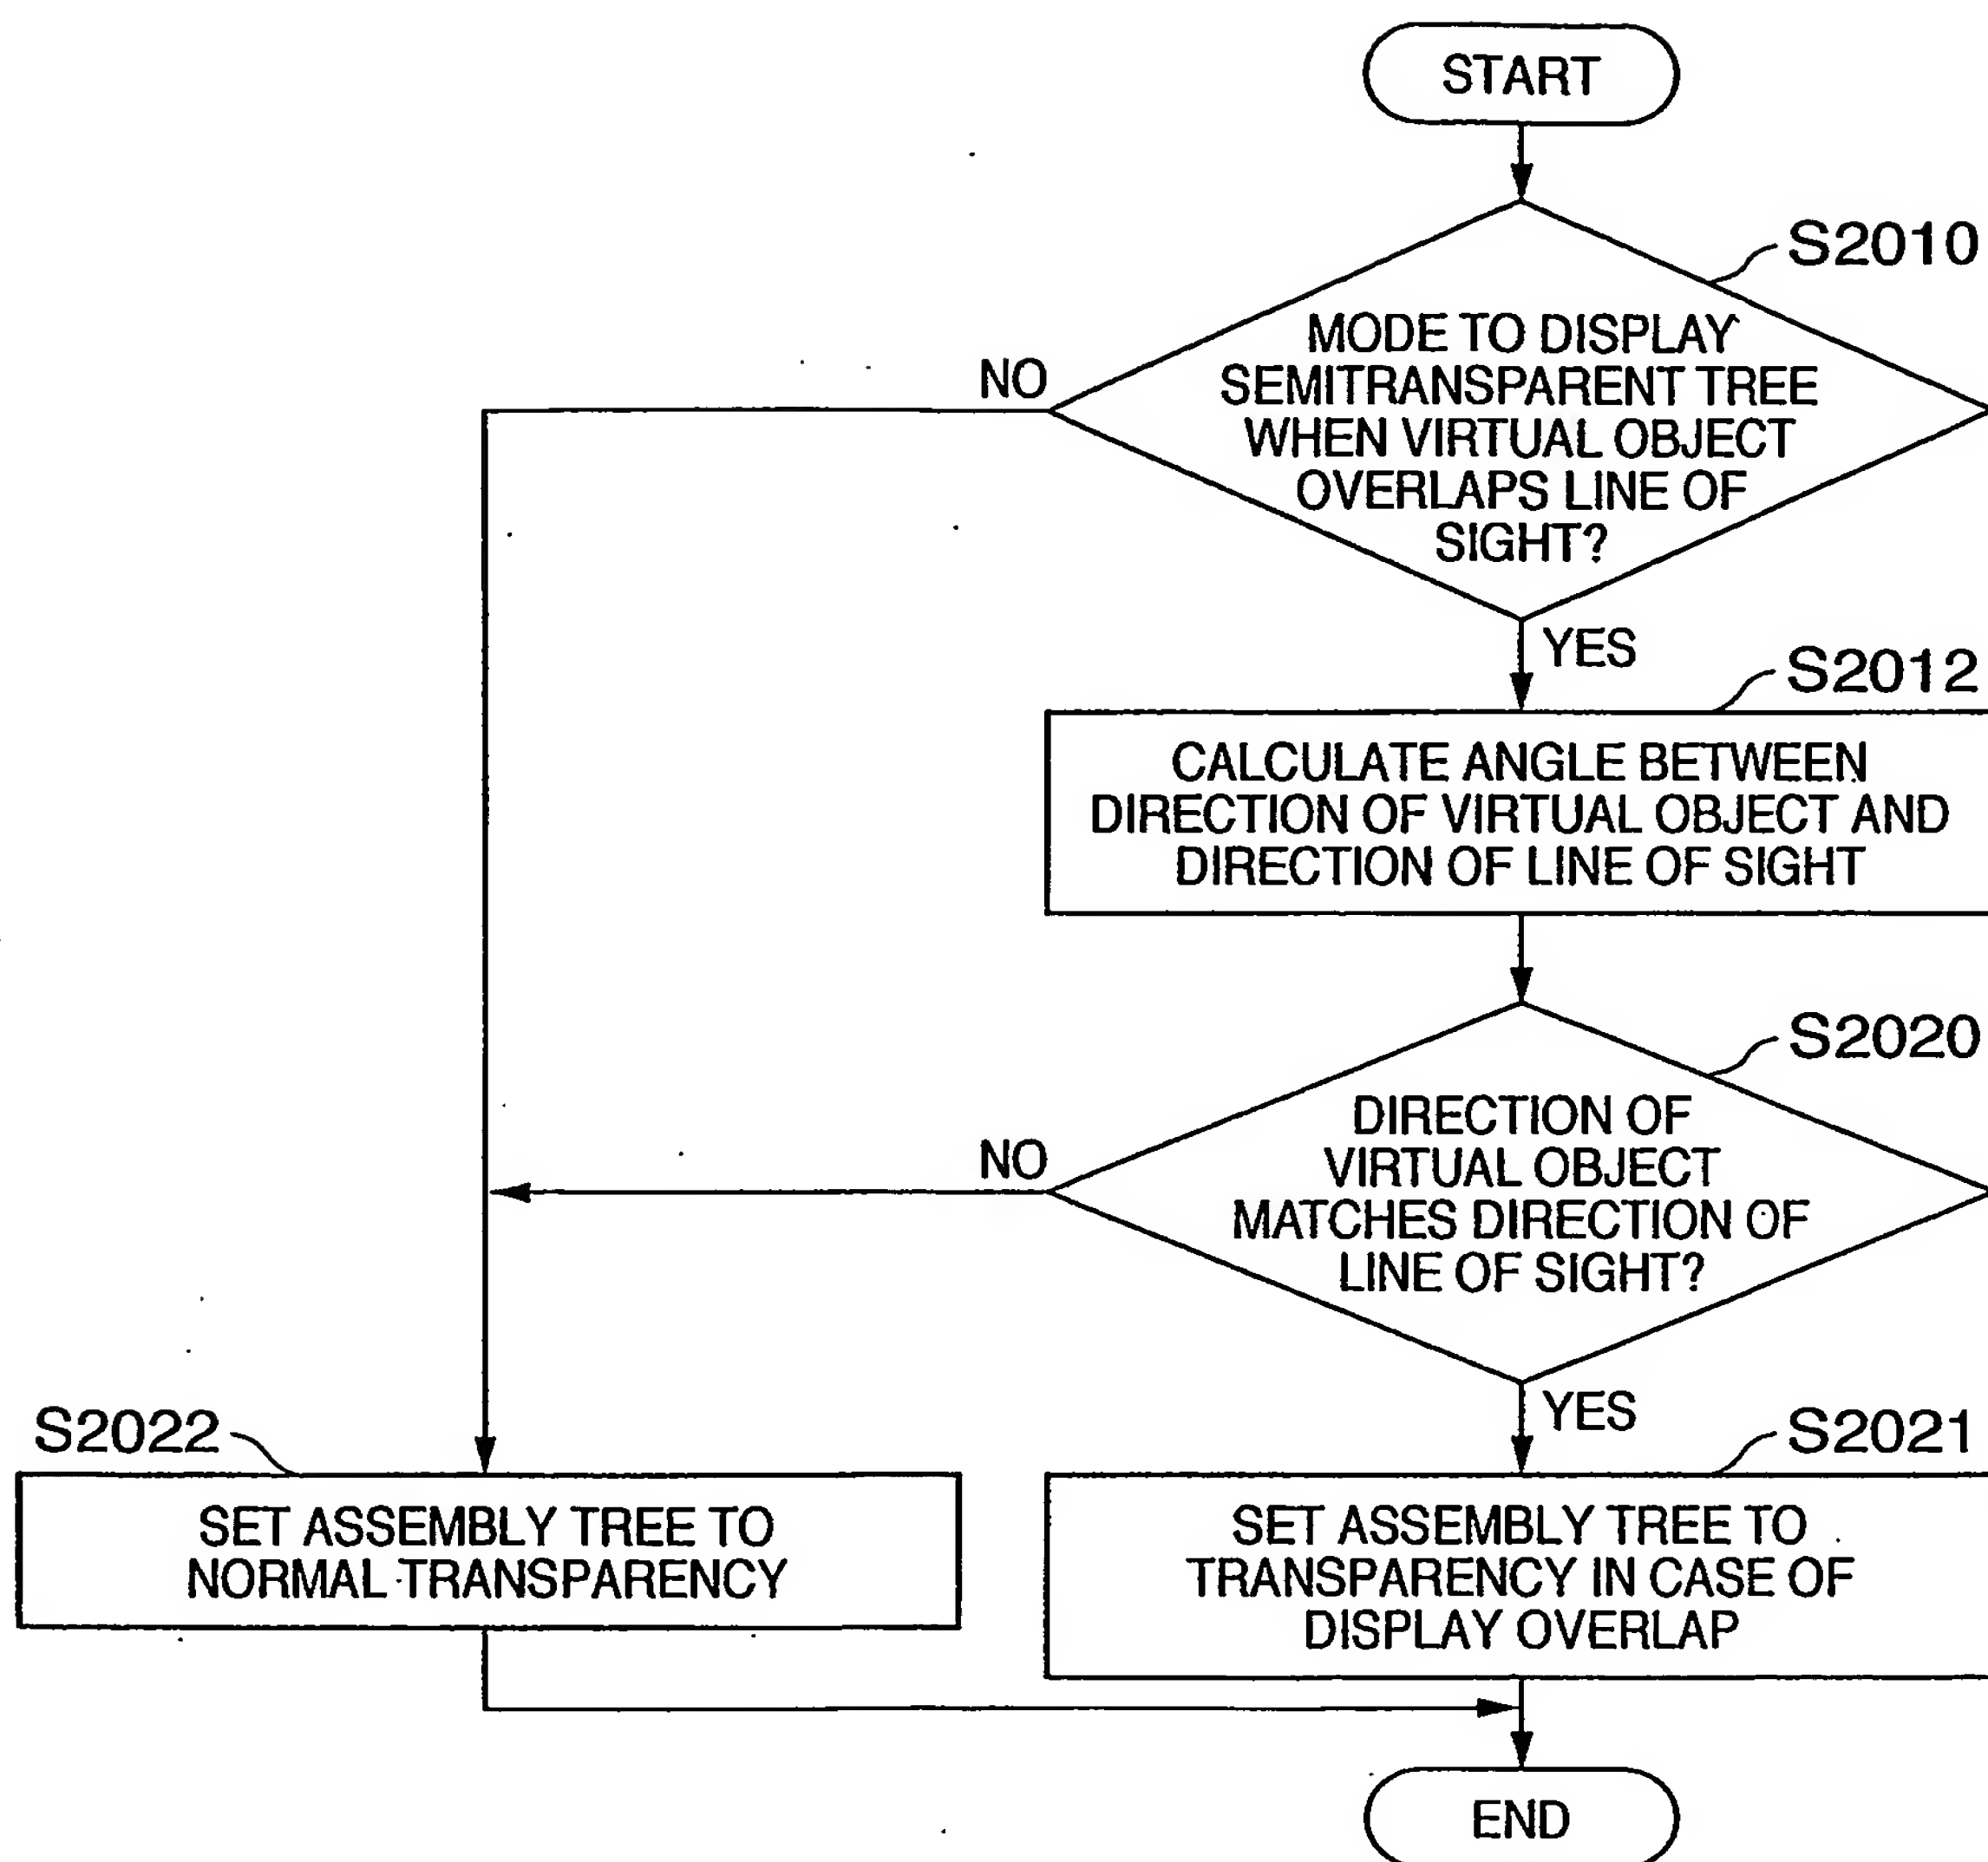 START
S2010
MODE TO DISPLAY
SEMITRANSPARENT TREE
WHEN VIRTUAL OBJECT
OVERLAPS LINE OF
SIGHT?
NO
YES
S2012
CALCULATE ANGLE BETWEEN
DIRECTION OF VIRTUAL OBJECT AND
DIRECTION OF LINE OF SIGHT
S2020
DIRECTION OF
VIRTUAL OBJECT
MATCHES DIRECTION OF
LINE OF SIGHT?
NO
YES
S2022
SET ASSEMBLY TREE TO
NORMAL TRANSPARENCY
S2021
SET ASSEMBLY TREE TO
TRANSPARENCY IN CASE OF
DISPLAY OVERLAP
END